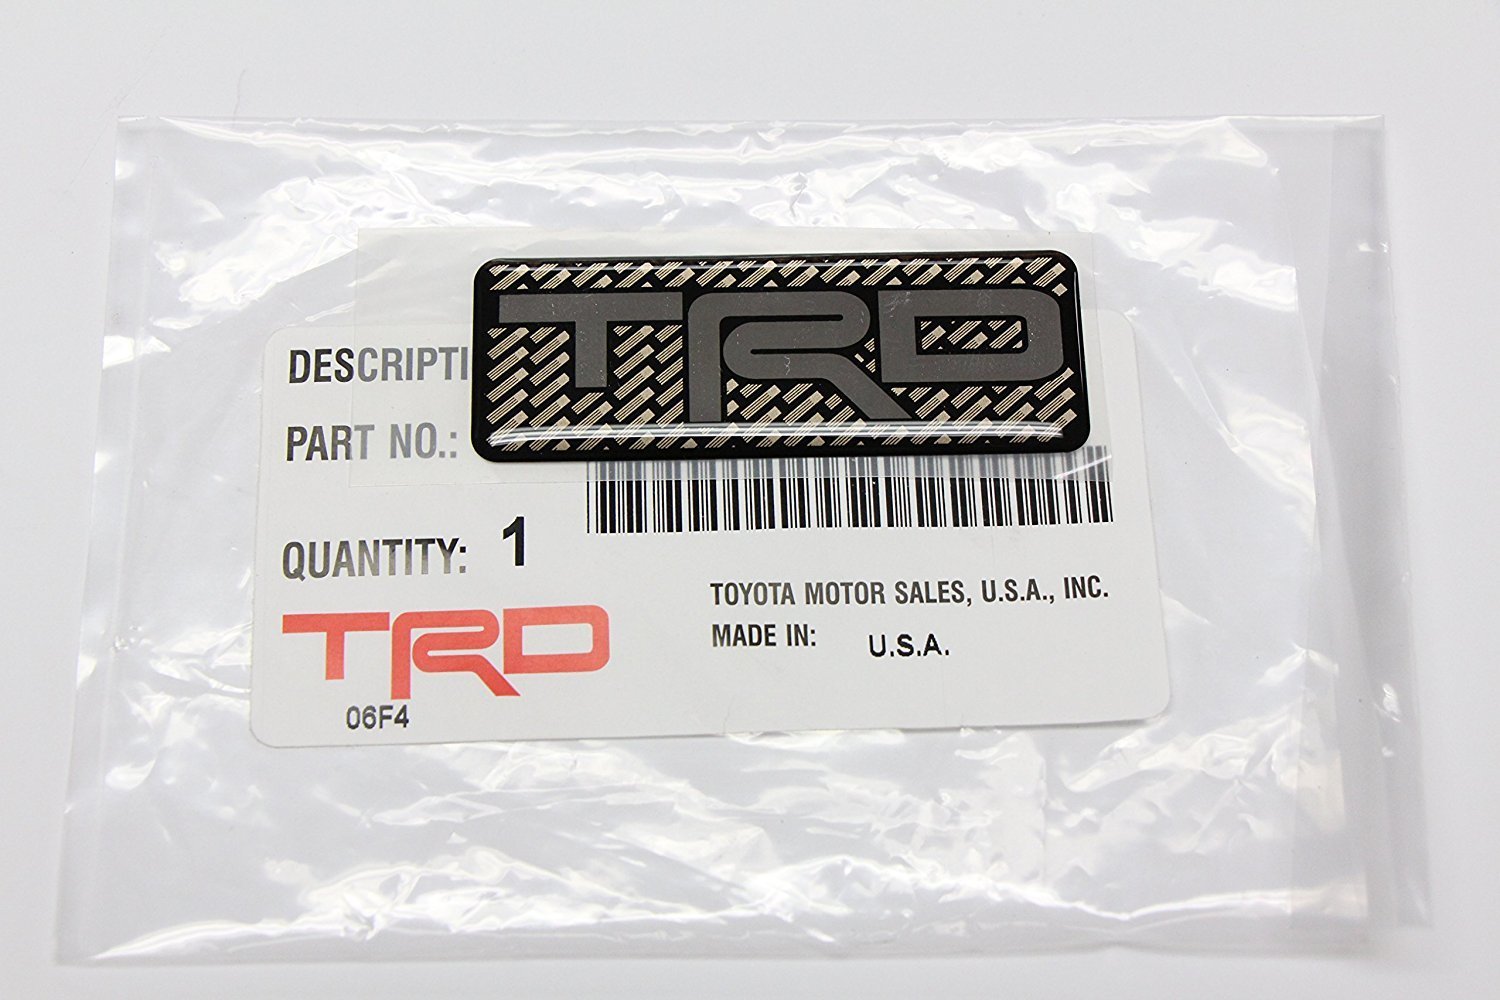 TRD
DESCRIPTI
PART NO.:
QUANTITY: 1
TRD
06F4
TOYOTA MOTOR SALES, U.S.A., INC.
MADE IN: U.S.A.